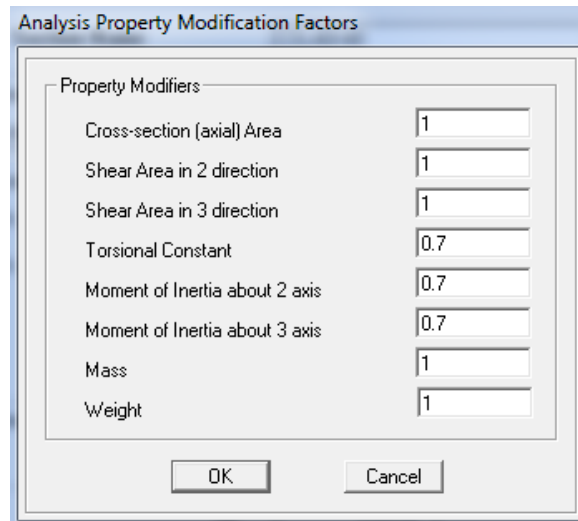 Analysis Property Modification Factors
Property Modifiers
Cross-section (axial) Area 1
Shear Area in 2 direction 1
Shear Area in 3 direction 1
Torsional Constant 0.7
Moment of Inertia about 2 axis 0.7
Moment of Inertia about 3 axis 0.7
Mass 1
Weight 1
OK Cancel